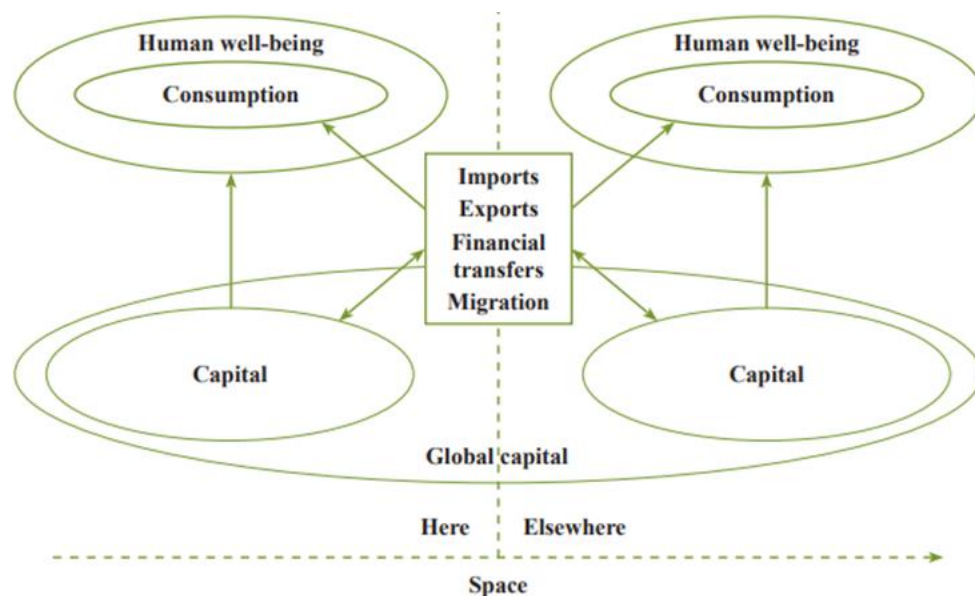 Human well-being
Consumption
Human well-being
Consumption
Imports
Exports
Financial
transfers
Migration
Capital
Capital
Global capital
Here
Elsewhere
Space